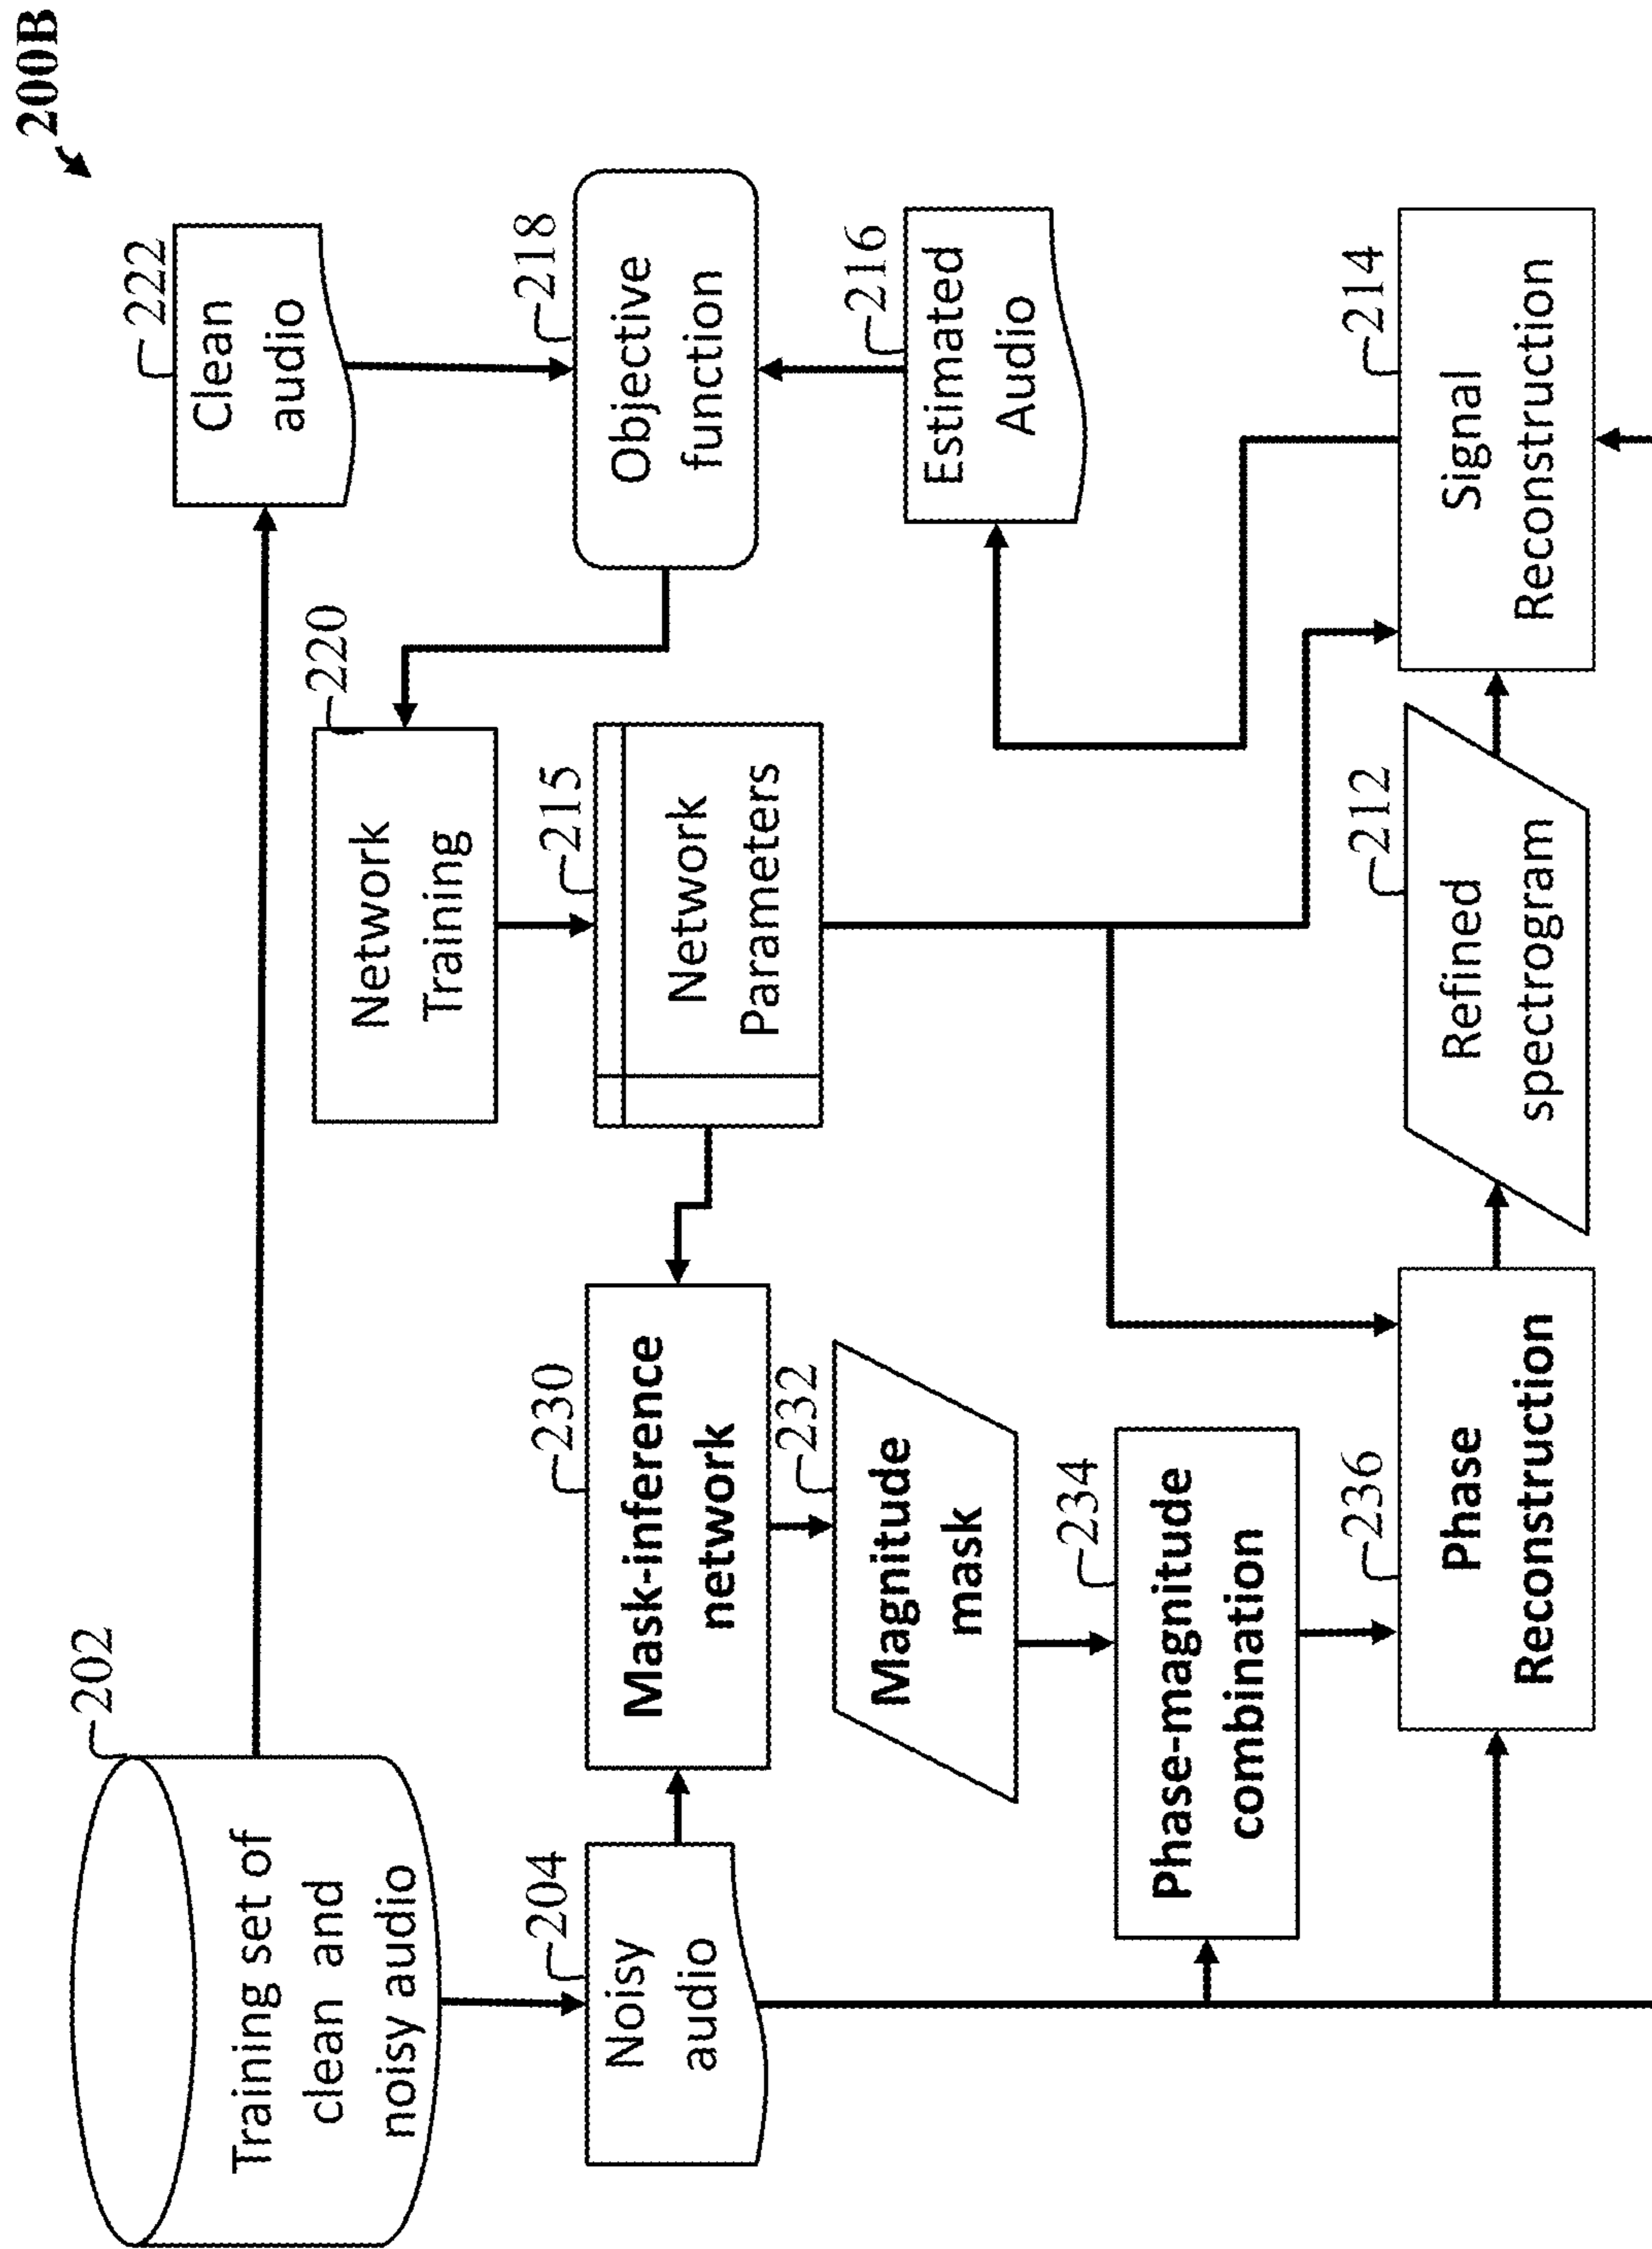 200B
202
Training set of
clean and
noisy audio
222
Clean
audio
220
Network
Training
218
Objective
function
204
Noisy
audio
230
Mask-inference
network
215
Network
Parameters
232
Magnitude
mask
216
Estimated
Audio
234
Phase-magnitude
combination
236
Phase
Reconstruction
212
Refined
spectrogram
214
Signal
Reconstruction